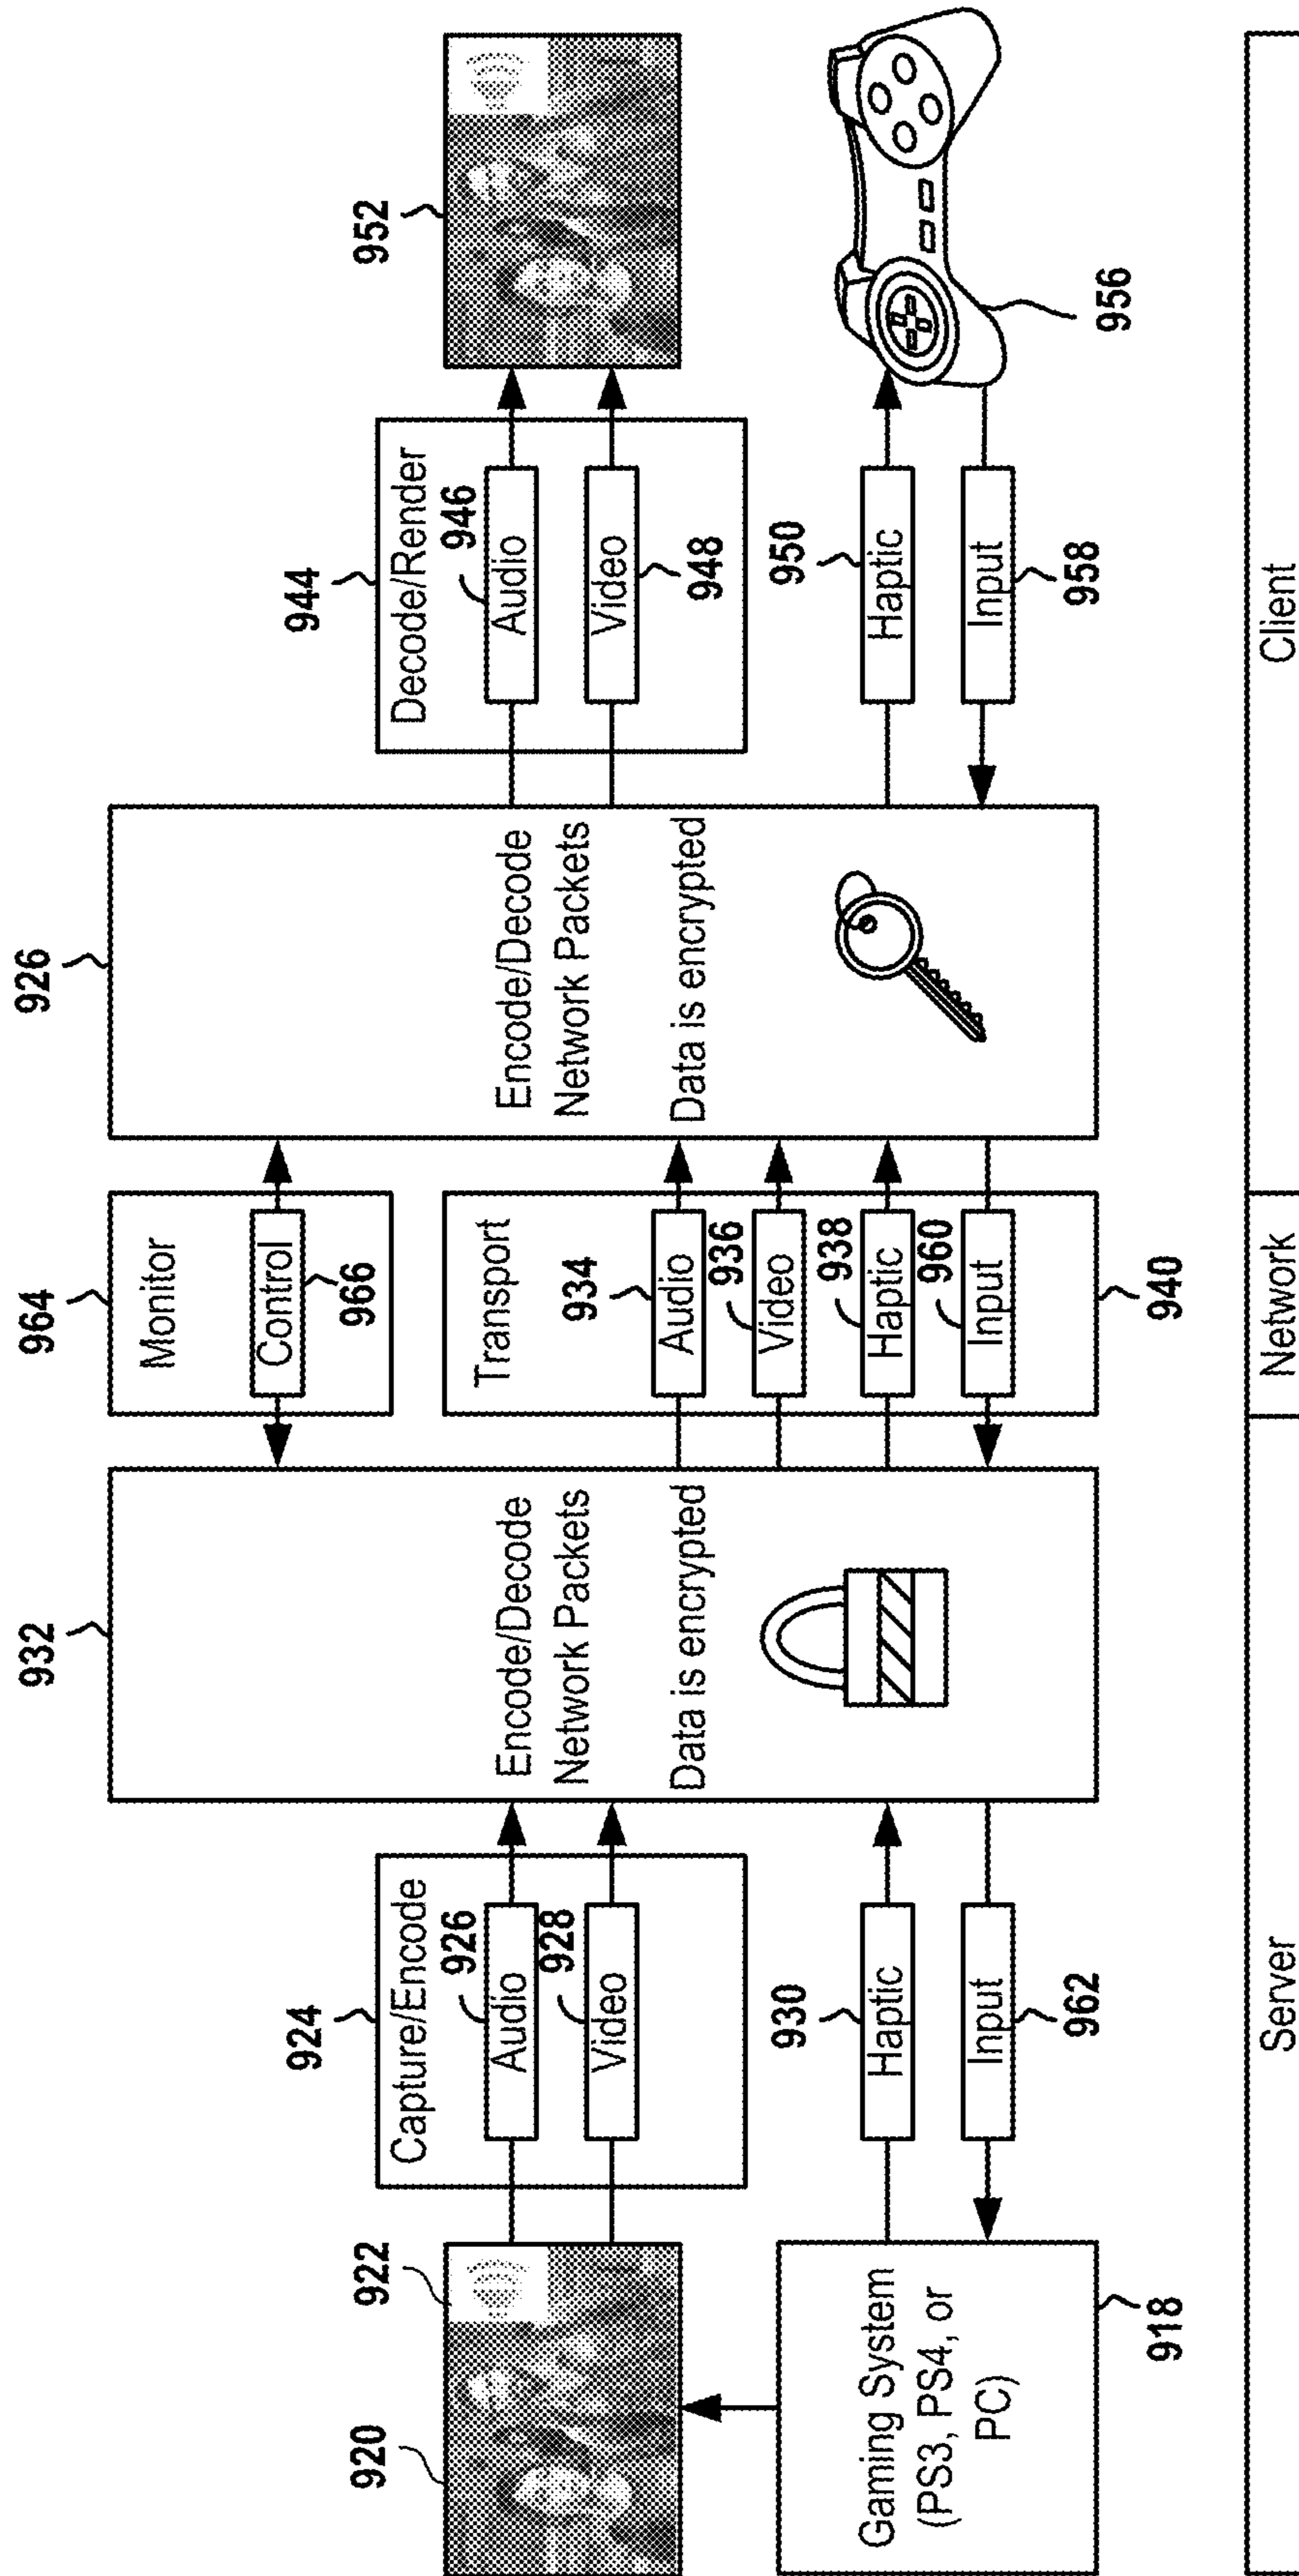 920
922
Gaming System
(PS3, PS4, or
PC)
918
924
Capture/Encode
926
Audio
928
Video
930
Haptic
Input
962
932
Encode/Decode
Network Packets
Data is encrypted
964
Monitor
Control
966
Transport
934
Audio
936
Video
938
Haptic
960
Input
940
926
Encode/Decode
Network Packets
Data is encrypted
944
Decode/Render
946
Audio
Video
948
950
Haptic
Input
958
952
956
Server
Network
Client